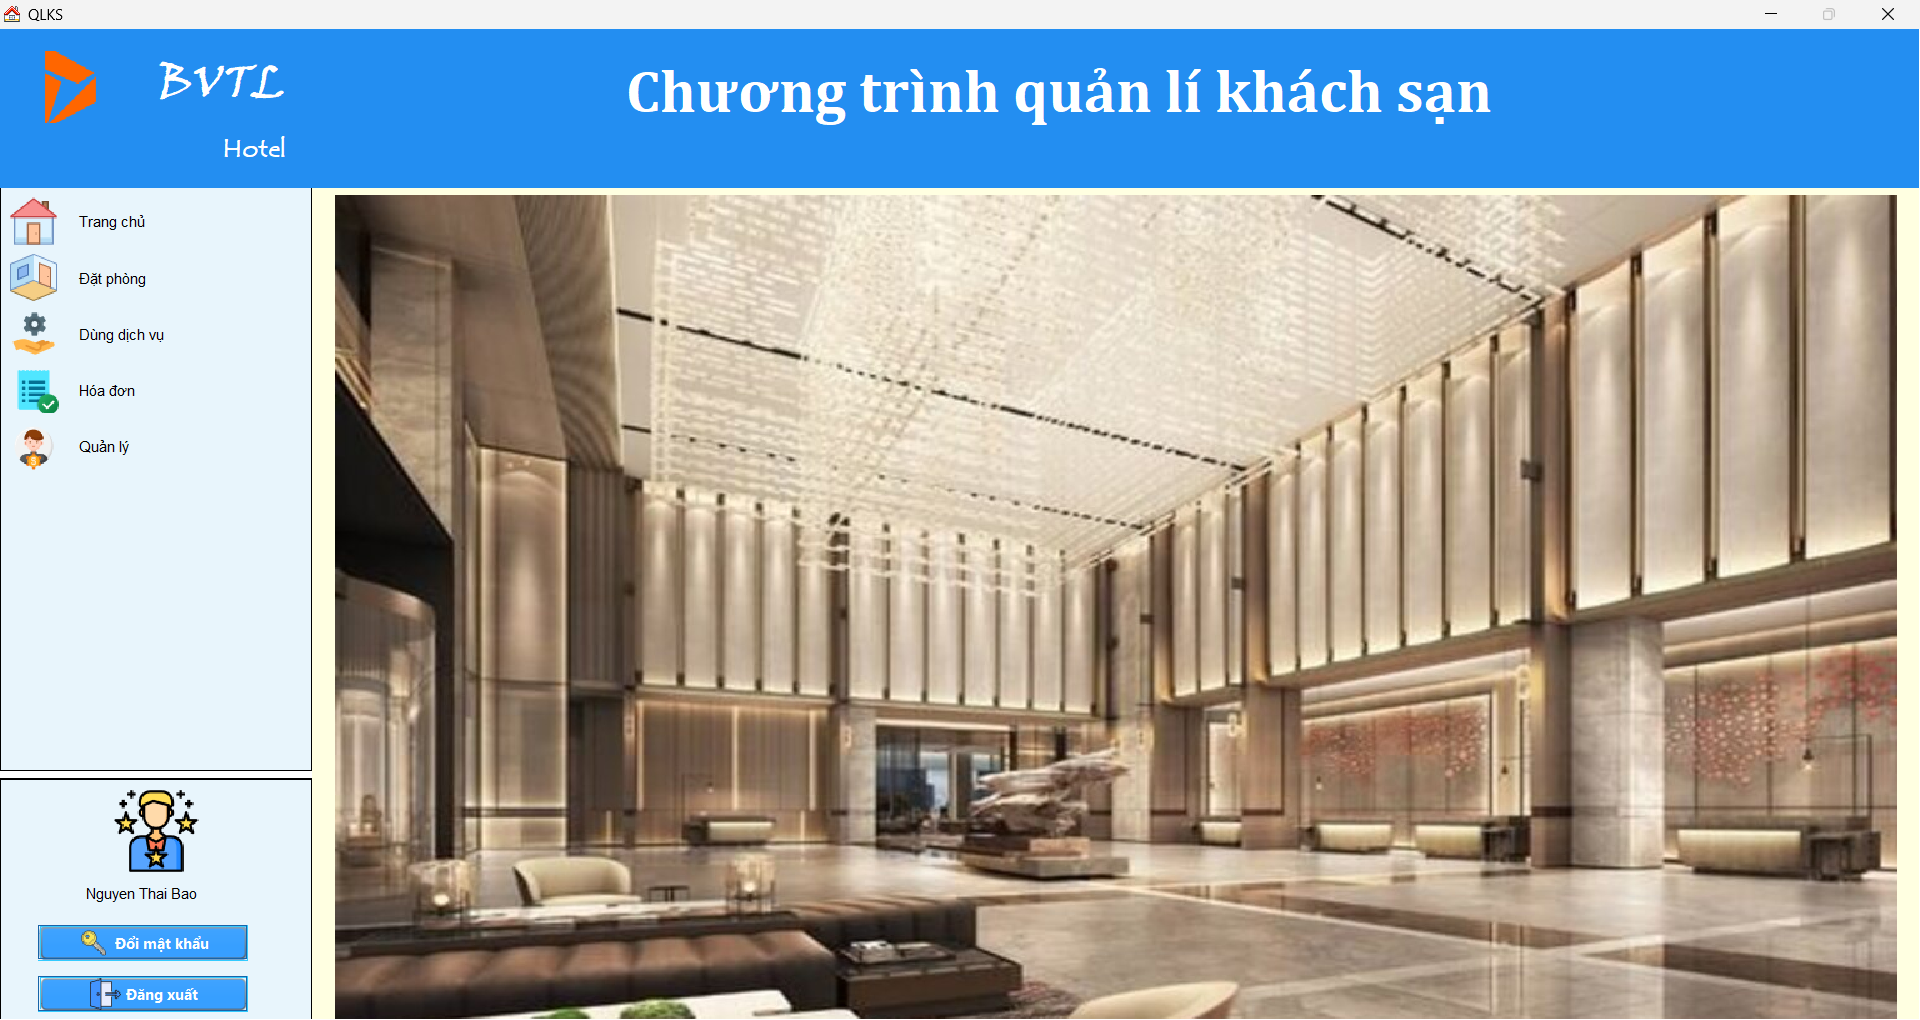 QLKS
BVTL
Hotel
Chương trình quản lí khách sạn
Trang chủ
Đặt phòng
Dùng dịch vụ
Hóa đơn
Quản lý
Nguyen Thai Bao
Đổi mật khẩu
Đăng xuất